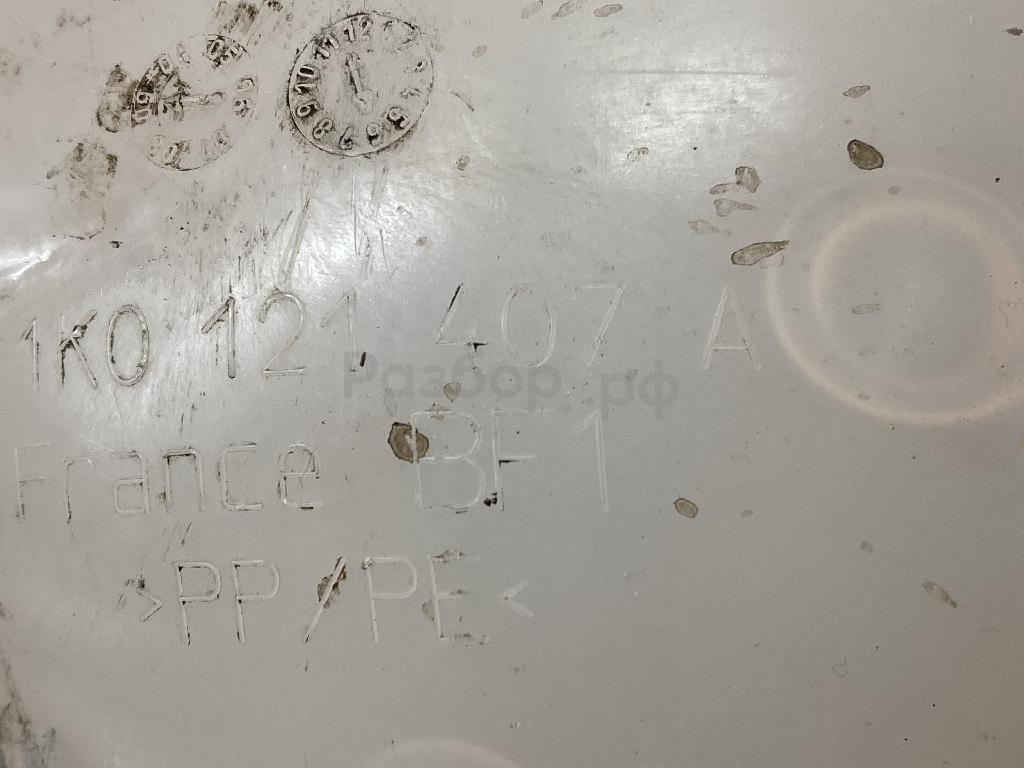 1K0 121 407 A
Разбор.рф
France BF1
>PP/PE<